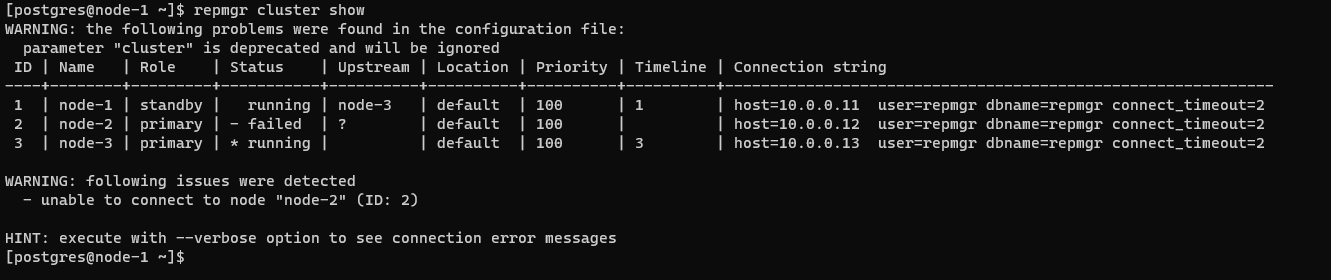 [postgres@node-1 ~]$ repmgr cluster show
WARNING: the following problems were found in the configuration file:
  parameter "cluster" is deprecated and will be ignored
 ID | Name   | Role    | Status    | Upstream | Location | Priority | Timeline | Connection string
----+--------+---------+-----------+----------+----------+----------+----------+-------------------------------------------------------------
 1  | node-1 | standby |   running | node-3   | default  | 100      | 1        | host=10.0.0.11  user=repmgr dbname=repmgr connect_timeout=2
 2  | node-2 | primary | - failed  | ?        | default  | 100      |          | host=10.0.0.12  user=repmgr dbname=repmgr connect_timeout=2
 3  | node-3 | primary | * running |          | default  | 100      | 3        | host=10.0.0.13  user=repmgr dbname=repmgr connect_timeout=2

WARNING: following issues were detected
  - unable to connect to node "node-2" (ID: 2)

HINT: execute with --verbose option to see connection error messages
[postgres@node-1 ~]$